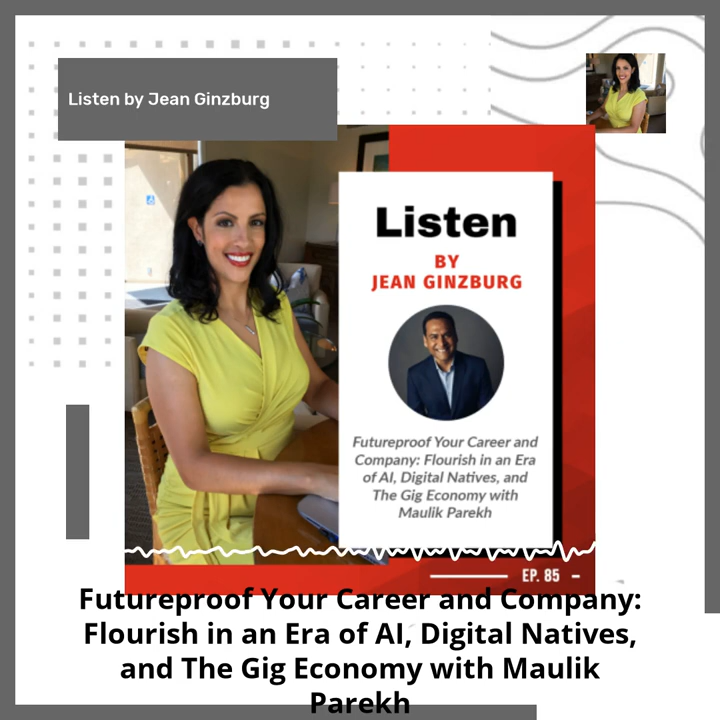 Listen by Jean Ginzburg
Listen
BY
JEAN GINZBURG
Futureproof Your Career and
Company: Flourish in an Era
of AI, Digital Natives, and
The Gig Economy with
Maulik Parekh
EP. 85
Futureproof Your Career and Company:
Flourish in an Era of AI, Digital Natives,
and The Gig Economy with Maulik
Parekh